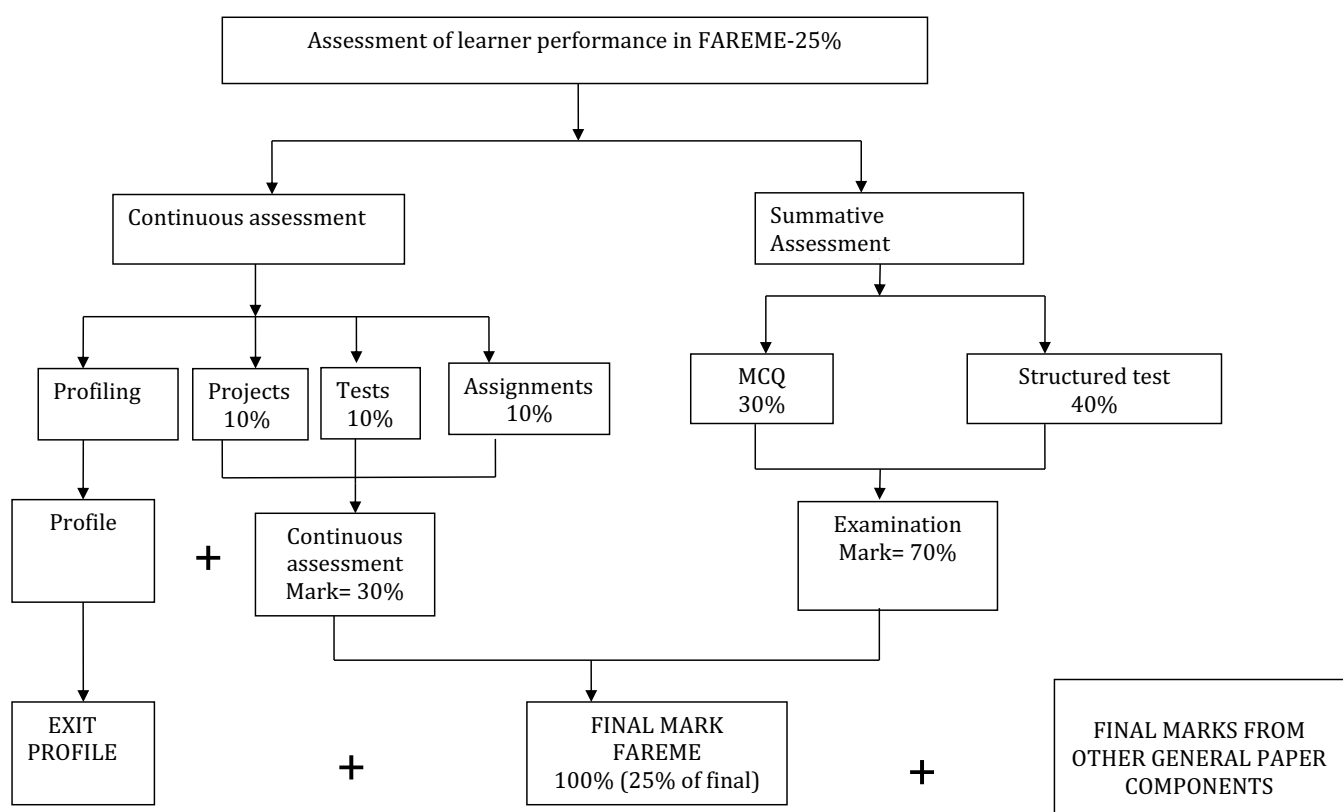 Assessment of learner performance in FAREME-25%
Continuous assessment
Summative
Assessment
Profiling
Projects
10%
Tests
10%
Assignments
10%
MCQ
30%
Structured test
40%
Profile
+
Continuous
assessment
Mark= 30%
Examination
Mark= 70%
EXIT
PROFILE
+
FINAL MARK
FAREME
100% (25% of final)
+
FINAL MARKS FROM
OTHER GENERAL PAPER
COMPONENTS